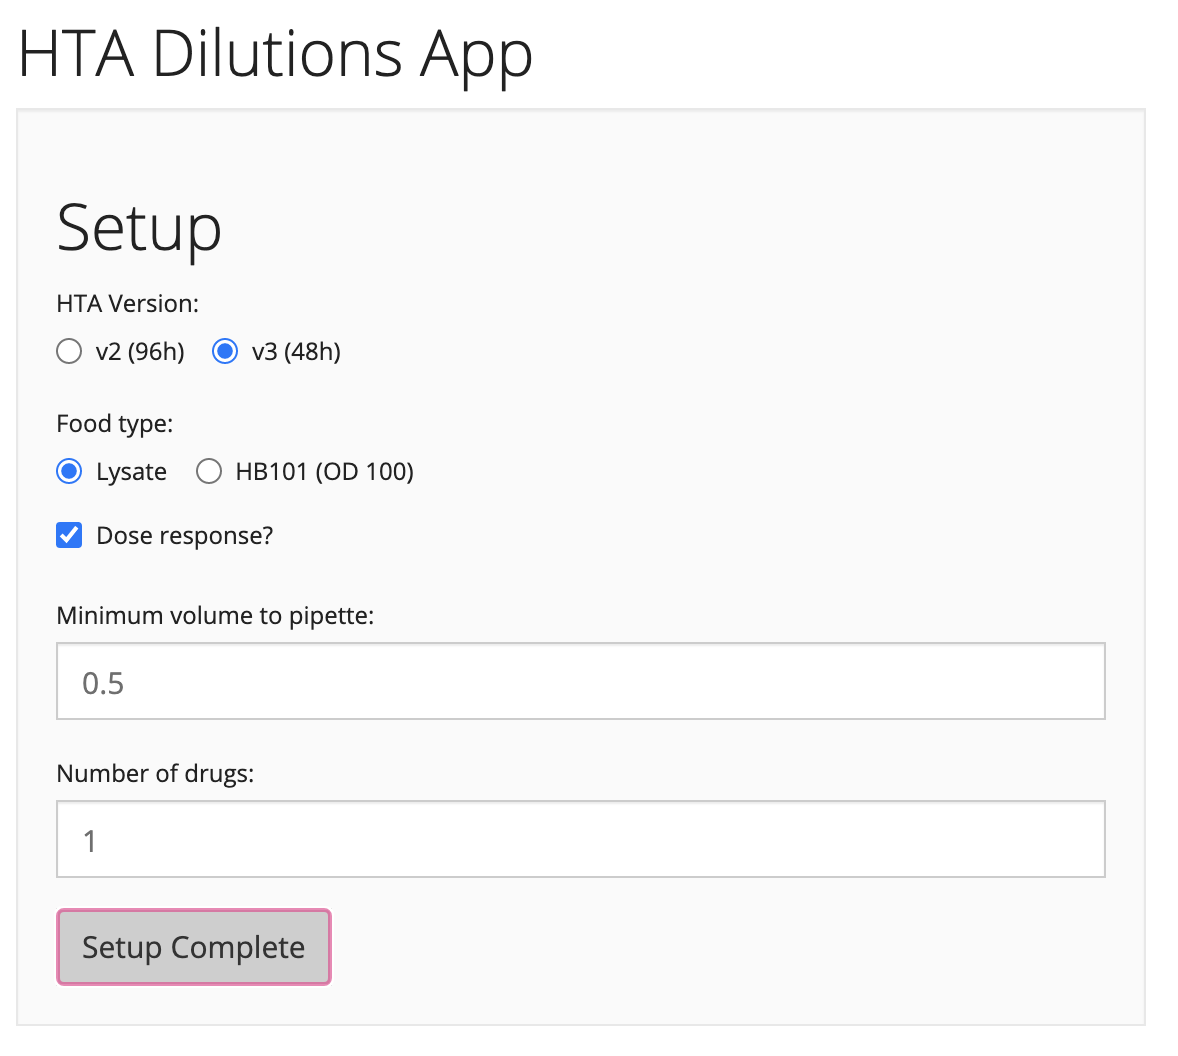 HTA Dilutions App
Setup
HTA Version:
v2 (96h) v3 (48h)
Food type:
Lysate HB101 (OD 100)
Dose response?
Minimum volume to pipette:
0.5
Number of drugs:
1
Setup Complete